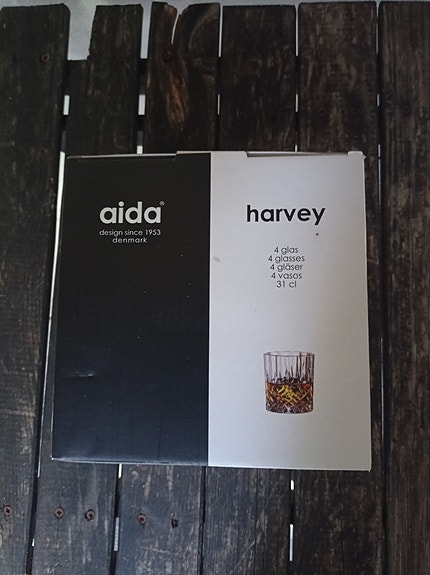 aida®
design since 1953
denmark
harvey
4 glas
4 glasses
4 gläser
4 vasos
31 cl